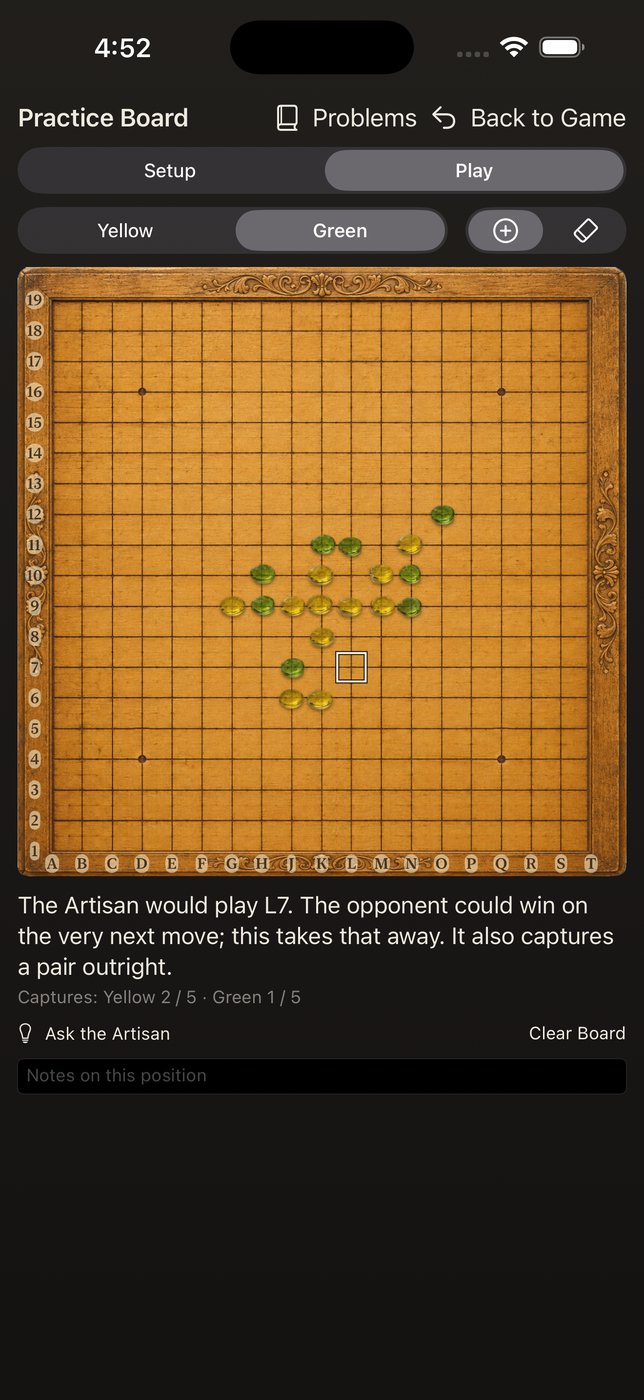 4:52
Practice Board Problems Back to Game
Setup Play
Yellow Green
19
18
17
16
15
14
13
12
11
10
9
8
7
6
5
4
3
2
1
A B C D E F G H J K L M N O P Q R S T
The Artisan would play L7. The opponent could win on
the very next move; this takes that away. It also captures
a pair outright.
Captures: Yellow 2 / 5 · Green 1 / 5
Ask the Artisan Clear Board
Notes on this position